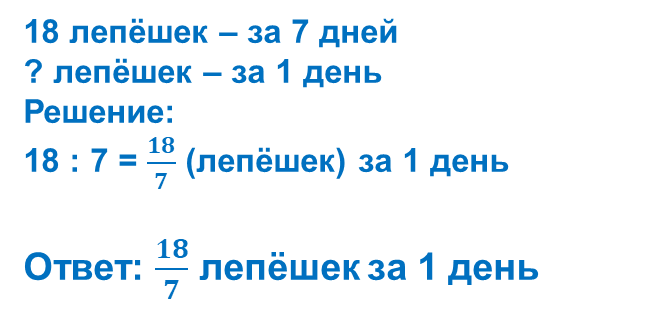 18 лепёшек – за 7 дней
? лепёшек – за 1 день
Решение:
18 : 7 = 18/7 (лепёшек) за 1 день
Ответ: 18/7 лепёшек за 1 день